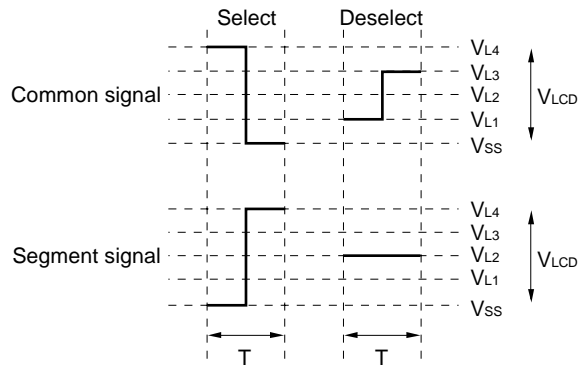 Select Deselect
VL4
VL3
VL2
VL1
VSS
Common signal
VLCD
VL4
VL3
VL2
VL1
VSS
Segment signal
VLCD
T T